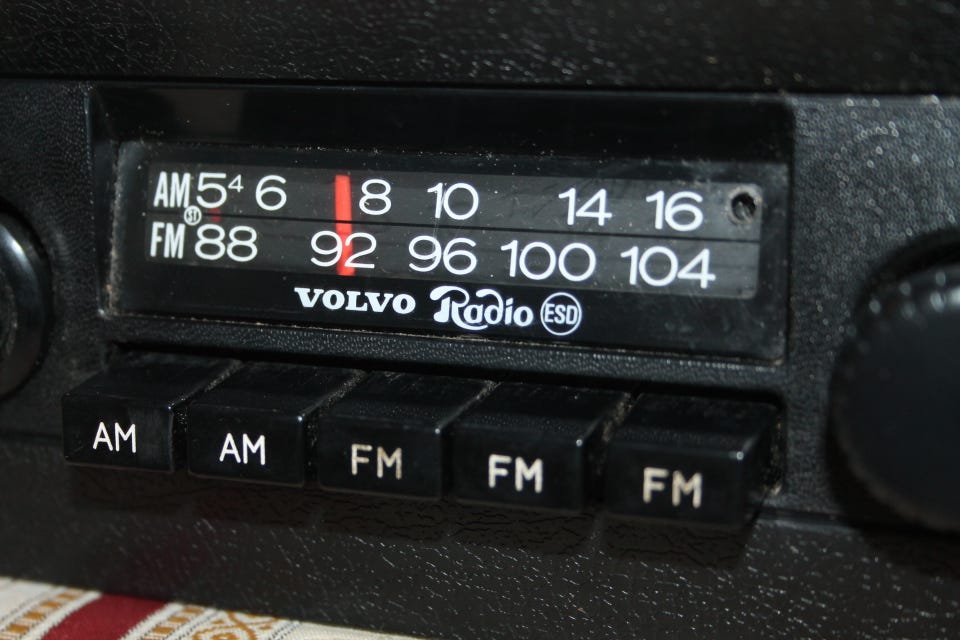 AM 5⁴ 6 8 10 14 16
ST
FM 88 92 96 100 104
VOLVO Radio ESD
AM AM FM FM FM